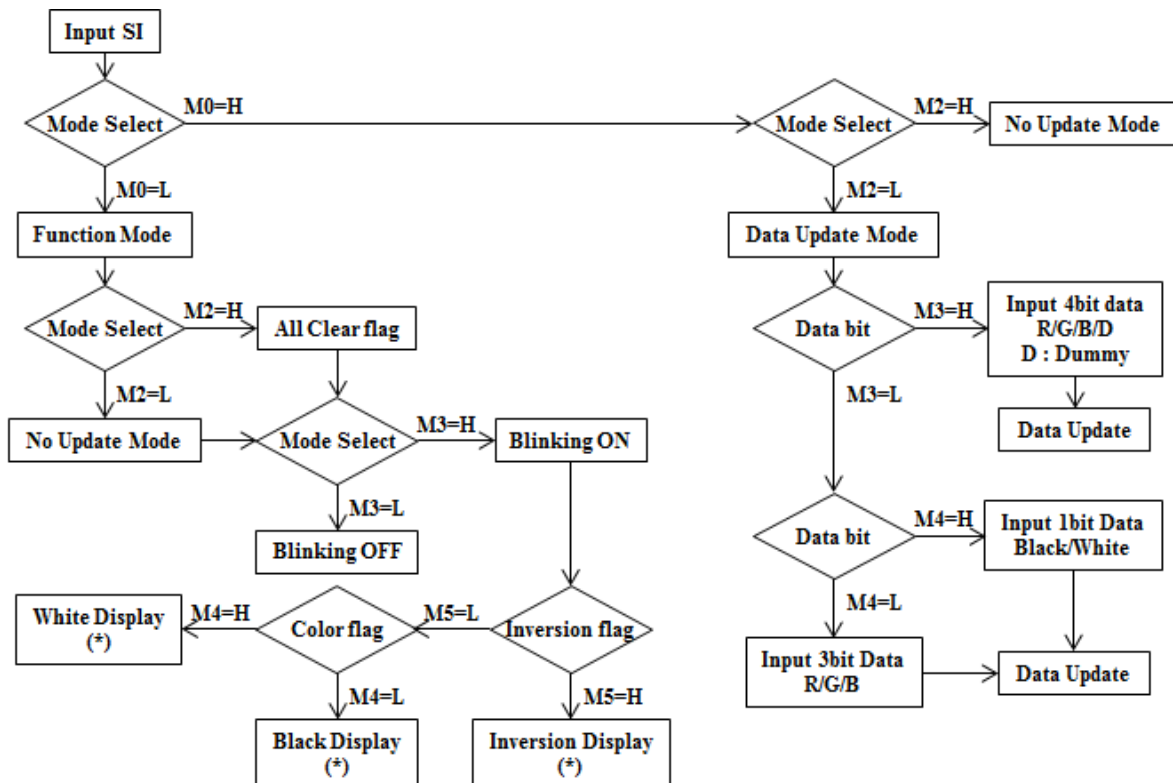 Input SI
Mode Select
M0=H
M0=L
Function Mode
Mode Select
M2=H
All Clear flag
M2=L
No Update Mode
Mode Select
M3=H
Blinking ON
M3=L
Blinking OFF
Inversion flag
M5=L
Color flag
M4=H
White Display
(*)
M4=L
Black Display
(*)
M5=H
Inversion Display
(*)
Mode Select
M2=H
No Update Mode
M2=L
Data Update Mode
Data bit
M3=H
Input 4bit data
R/G/B/D
D : Dummy
Data Update
M3=L
Data bit
M4=H
Input 1bit Data
Black/White
M4=L
Input 3bit Data
R/G/B
Data Update